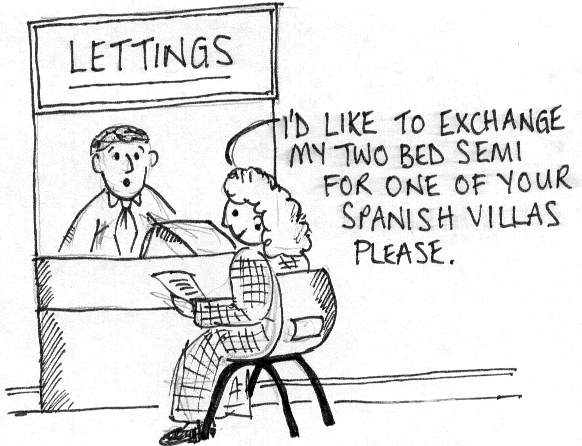 LETTINGS
I'D LIKE TO EXCHANGE
MY TWO BED SEMI
FOR ONE OF YOUR
SPANISH VILLAS
PLEASE.